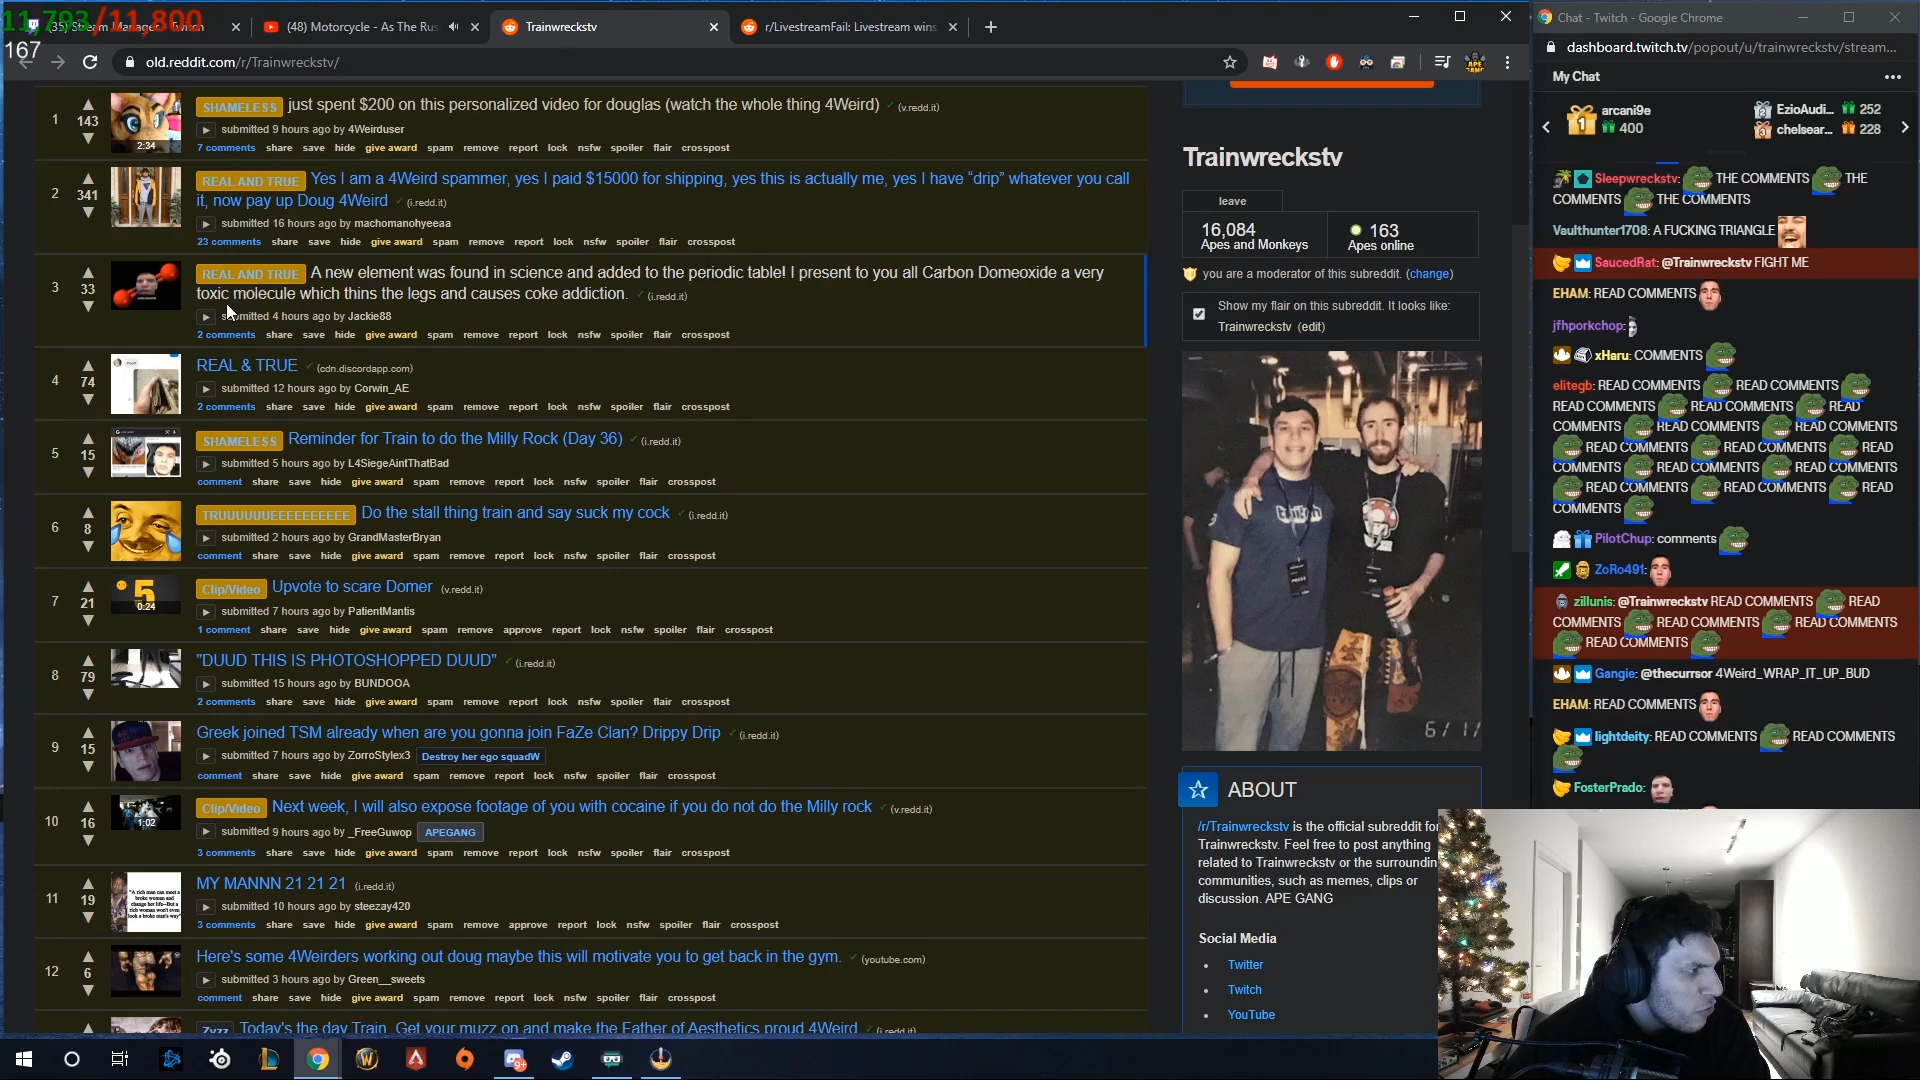 11,793/11,800
167
(35) Stream Manager - Twitch
(48) Motorcycle - As The Rus
Trainwreckstv
r/LivestreamFail: Livestream wins,
old.reddit.com/r/Trainwreckstv/
1
143
2:34
SHAMELESS just spent $200 on this personalized video for douglas (watch the whole thing 4Weird) (v.redd.it)
submitted 9 hours ago by 4Weirduser
7 comments share save hide give award spam remove report lock nsfw spoiler flair crosspost
2
341
REAL AND TRUE Yes I am a 4Weird spammer, yes I paid $15000 for shipping, yes this is actually me, yes I have “drip” whatever you call
it, now pay up Doug 4Weird (i.redd.it)
submitted 16 hours ago by machomanohyeeaa
23 comments share save hide give award spam remove report lock nsfw spoiler flair crosspost
3
33
REAL AND TRUE A new element was found in science and added to the periodic table! I present to you all Carbon Domeoxide a very
toxic molecule which thins the legs and causes coke addiction. (i.redd.it)
submitted 4 hours ago by Jackie88
2 comments share save hide give award spam remove report lock nsfw spoiler flair crosspost
4
74
REAL & TRUE (cdn.discordapp.com)
submitted 12 hours ago by Corwin_AE
2 comments share save hide give award spam remove report lock nsfw spoiler flair crosspost
5
15
SHAMELESS Reminder for Train to do the Milly Rock (Day 36) (i.redd.it)
submitted 5 hours ago by L4SiegeAintThatBad
comment share save hide give award spam remove report lock nsfw spoiler flair crosspost
6
8
TRUUUUUUEEEEEEEEEE Do the stall thing train and say suck my cock (i.redd.it)
submitted 2 hours ago by GrandMasterBryan
comment share save hide give award spam remove report lock nsfw spoiler flair crosspost
7
21
5
0:24
Clip/Video Upvote to scare Domer (v.redd.it)
submitted 7 hours ago by PatientMantis
1 comment share save hide give award spam remove approve report lock nsfw spoiler flair crosspost
8
79
"DUUD THIS IS PHOTOSHOPPED DUUD" (i.redd.it)
submitted 15 hours ago by BUNDOOA
2 comments share save hide give award spam remove report lock nsfw spoiler flair crosspost
9
15
Greek joined TSM already when are you gonna join FaZe Clan? Drippy Drip (i.redd.it)
submitted 7 hours ago by ZorroStylex3 Destroy her ego squadW
comment share save hide give award spam remove report lock nsfw spoiler flair crosspost
10
16
1:02
Clip/Video Next week, I will also expose footage of you with cocaine if you do not do the Milly rock (v.redd.it)
submitted 9 hours ago by _FreeGuwop APEGANG
3 comments share save hide give award spam remove report lock nsfw spoiler flair crosspost
11
19
MY MANNN 21 21 21 (i.redd.it)
submitted 10 hours ago by steezay420
3 comments share save hide give award spam remove approve report lock nsfw spoiler flair crosspost
12
6
Here's some 4Weirders working out doug maybe this will motivate you to get back in the gym. (youtube.com)
submitted 3 hours ago by Green__sweets
comment share save hide give award spam remove report lock nsfw spoiler flair crosspost
Zyzz Today's the day Train. Get your muzz on and make the Father of Aesthetics proud 4Weird (i.redd.it)
Trainwreckstv
leave
16,084
Apes and Monkeys
163
Apes online
you are a moderator of this subreddit. (change)
Show my flair on this subreddit. It looks like:
Trainwreckstv (edit)
PRESS
6/1
ABOUT
/r/Trainwreckstv is the official subreddit for
Trainwreckstv. Feel free to post anything
related to Trainwreckstv or the surroundin
communities, such as memes, clips or
discussion. APE GANG
Social Media
Twitter
Twitch
YouTube
Chat - Twitch - Google Chrome
dashboard.twitch.tv/popout/u/trainwreckstv/stream...
My Chat
1
arcani9e
400
2
EzioAudi...
252
3
chelsear...
228
Sleepwreckstv: THE COMMENTS THE
COMMENTS THE COMMENTS
Vaulthunter1708: A FUCKING TRIANGLE
SaucedRat: @Trainwreckstv FIGHT ME
EHAM: READ COMMENTS
jfhporkchop:
xHaru: COMMENTS
elitegb: READ COMMENTS READ COMMENTS
READ COMMENTS READ COMMENTS READ
COMMENTS READ COMMENTS READ COMMENTS
READ COMMENTS READ COMMENTS READ
COMMENTS READ COMMENTS READ COMMENTS
READ COMMENTS READ COMMENTS READ
COMMENTS
PilotChup: comments
ZoRo491:
zillunis: @Trainwreckstv READ COMMENTS READ
COMMENTS READ COMMENTS READ COMMENTS
READ COMMENTS READ COMMENTS
Gangie: @thecurrsor 4Weird_WRAP_IT_UP_BUD
EHAM: READ COMMENTS
lightdeity: READ COMMENTS READ COMMENTS
FosterPrado:
9+